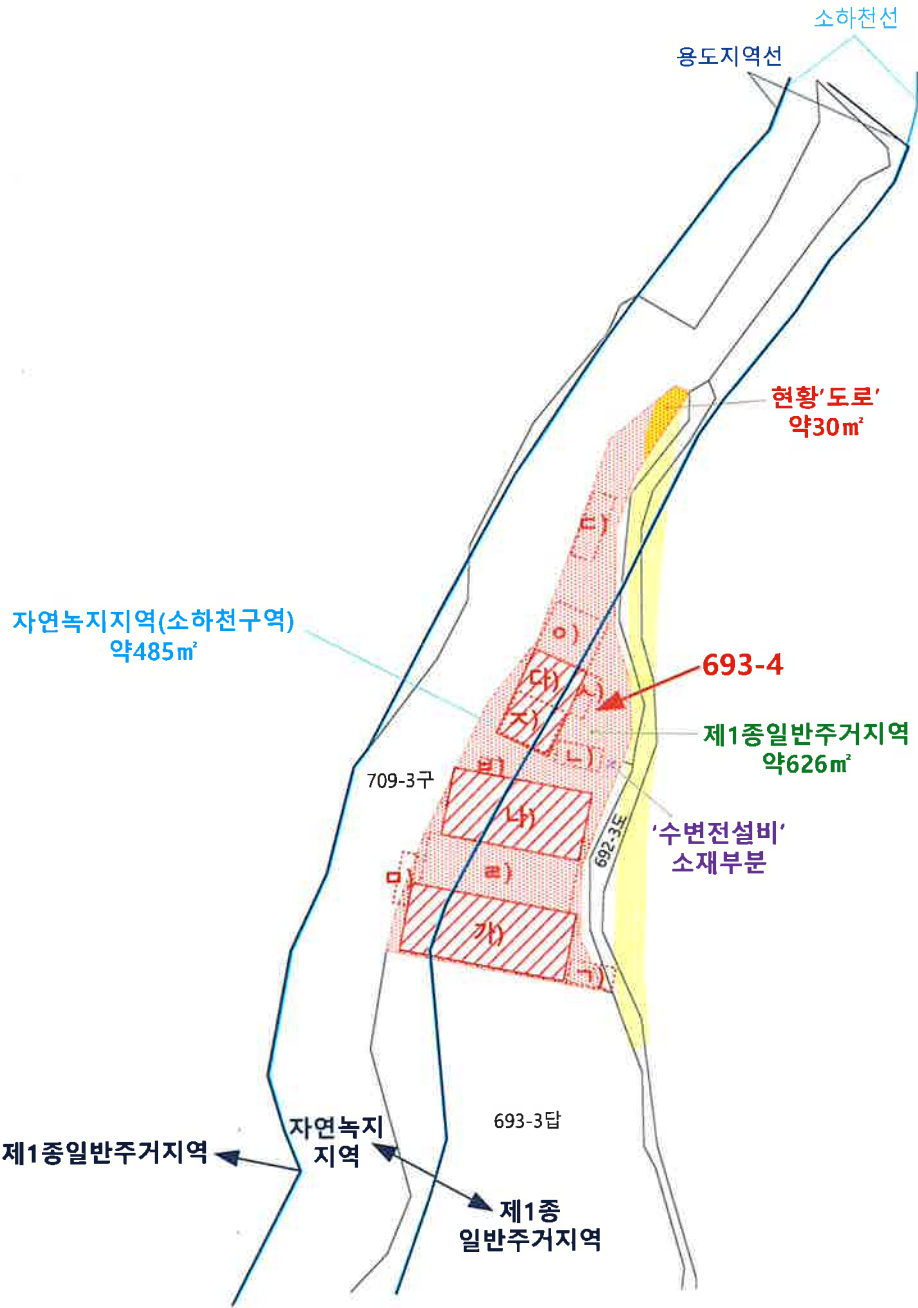 소하천선
용도지역선
현황'도로'
약30㎡
ㄷ)
자연녹지지역(소하천구역)
약485㎡
ㅇ)
693-4
다)
ㅅ)
ㅈ)
제1종일반주거지역
약626㎡
ㄴ)
ㅂ)
709-3구
나)
692-3도
'수변전설비'
소재부분
ㅁ)
ㄹ)
가)
ㄱ)
693-3답
자연녹지
지역
제1종일반주거지역
제1종
일반주거지역